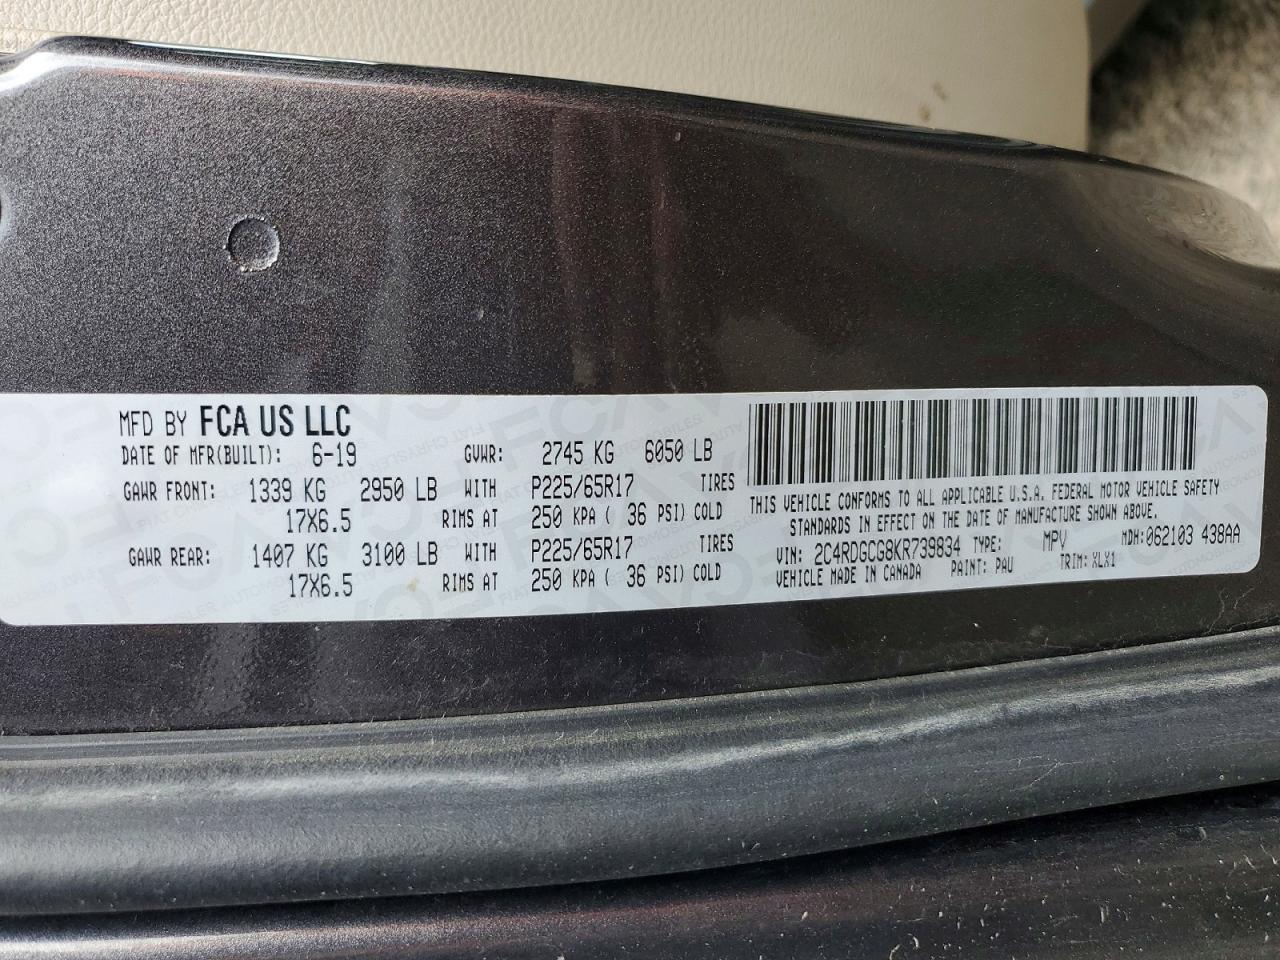 MFD BY FCA US LLC
DATE OF MFR(BUILT): 6-19 GVWR: 2745 KG 6050 LB
GAWR FRONT: 1339 KG 2950 LB WITH P225/65R17 TIRES
17X6.5 RIMS AT 250 KPA ( 36 PSI) COLD
GAWR REAR: 1407 KG 3100 LB WITH P225/65R17 TIRES
17X6.5 RIMS AT 250 KPA ( 36 PSI) COLD
THIS VEHICLE CONFORMS TO ALL APPLICABLE U.S.A. FEDERAL MOTOR VEHICLE SAFETY
STANDARDS IN EFFECT ON THE DATE OF MANUFACTURE SHOWN ABOVE.
VIN: 2C4RDGCG8KR739834 TYPE: MPV MDH:062103 438AA
VEHICLE MADE IN CANADA PAINT: PAU TRIM: XLX1